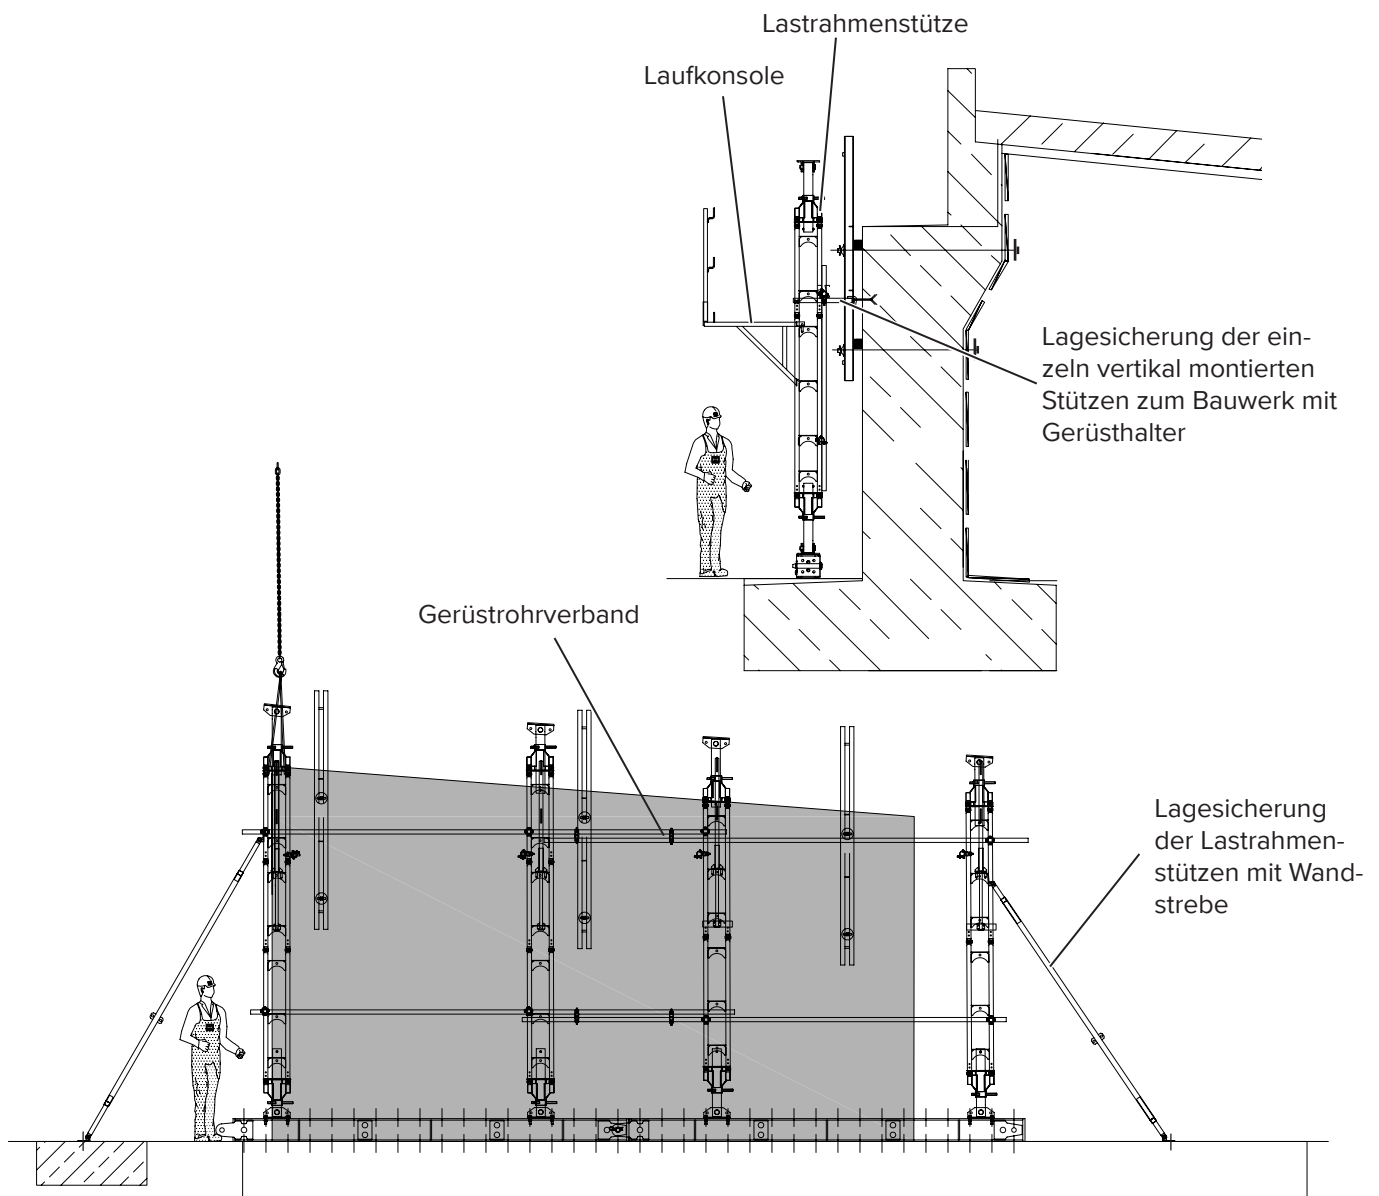 Lastrahmenstütze
Laufkonsole
Lagesicherung der ein-
zeln vertikal montierten
Stützen zum Bauwerk mit
Gerüsthalter
Gerüstrohrverband
Lagesicherung
der Lastrahmen-
stützen mit Wand-
strebe